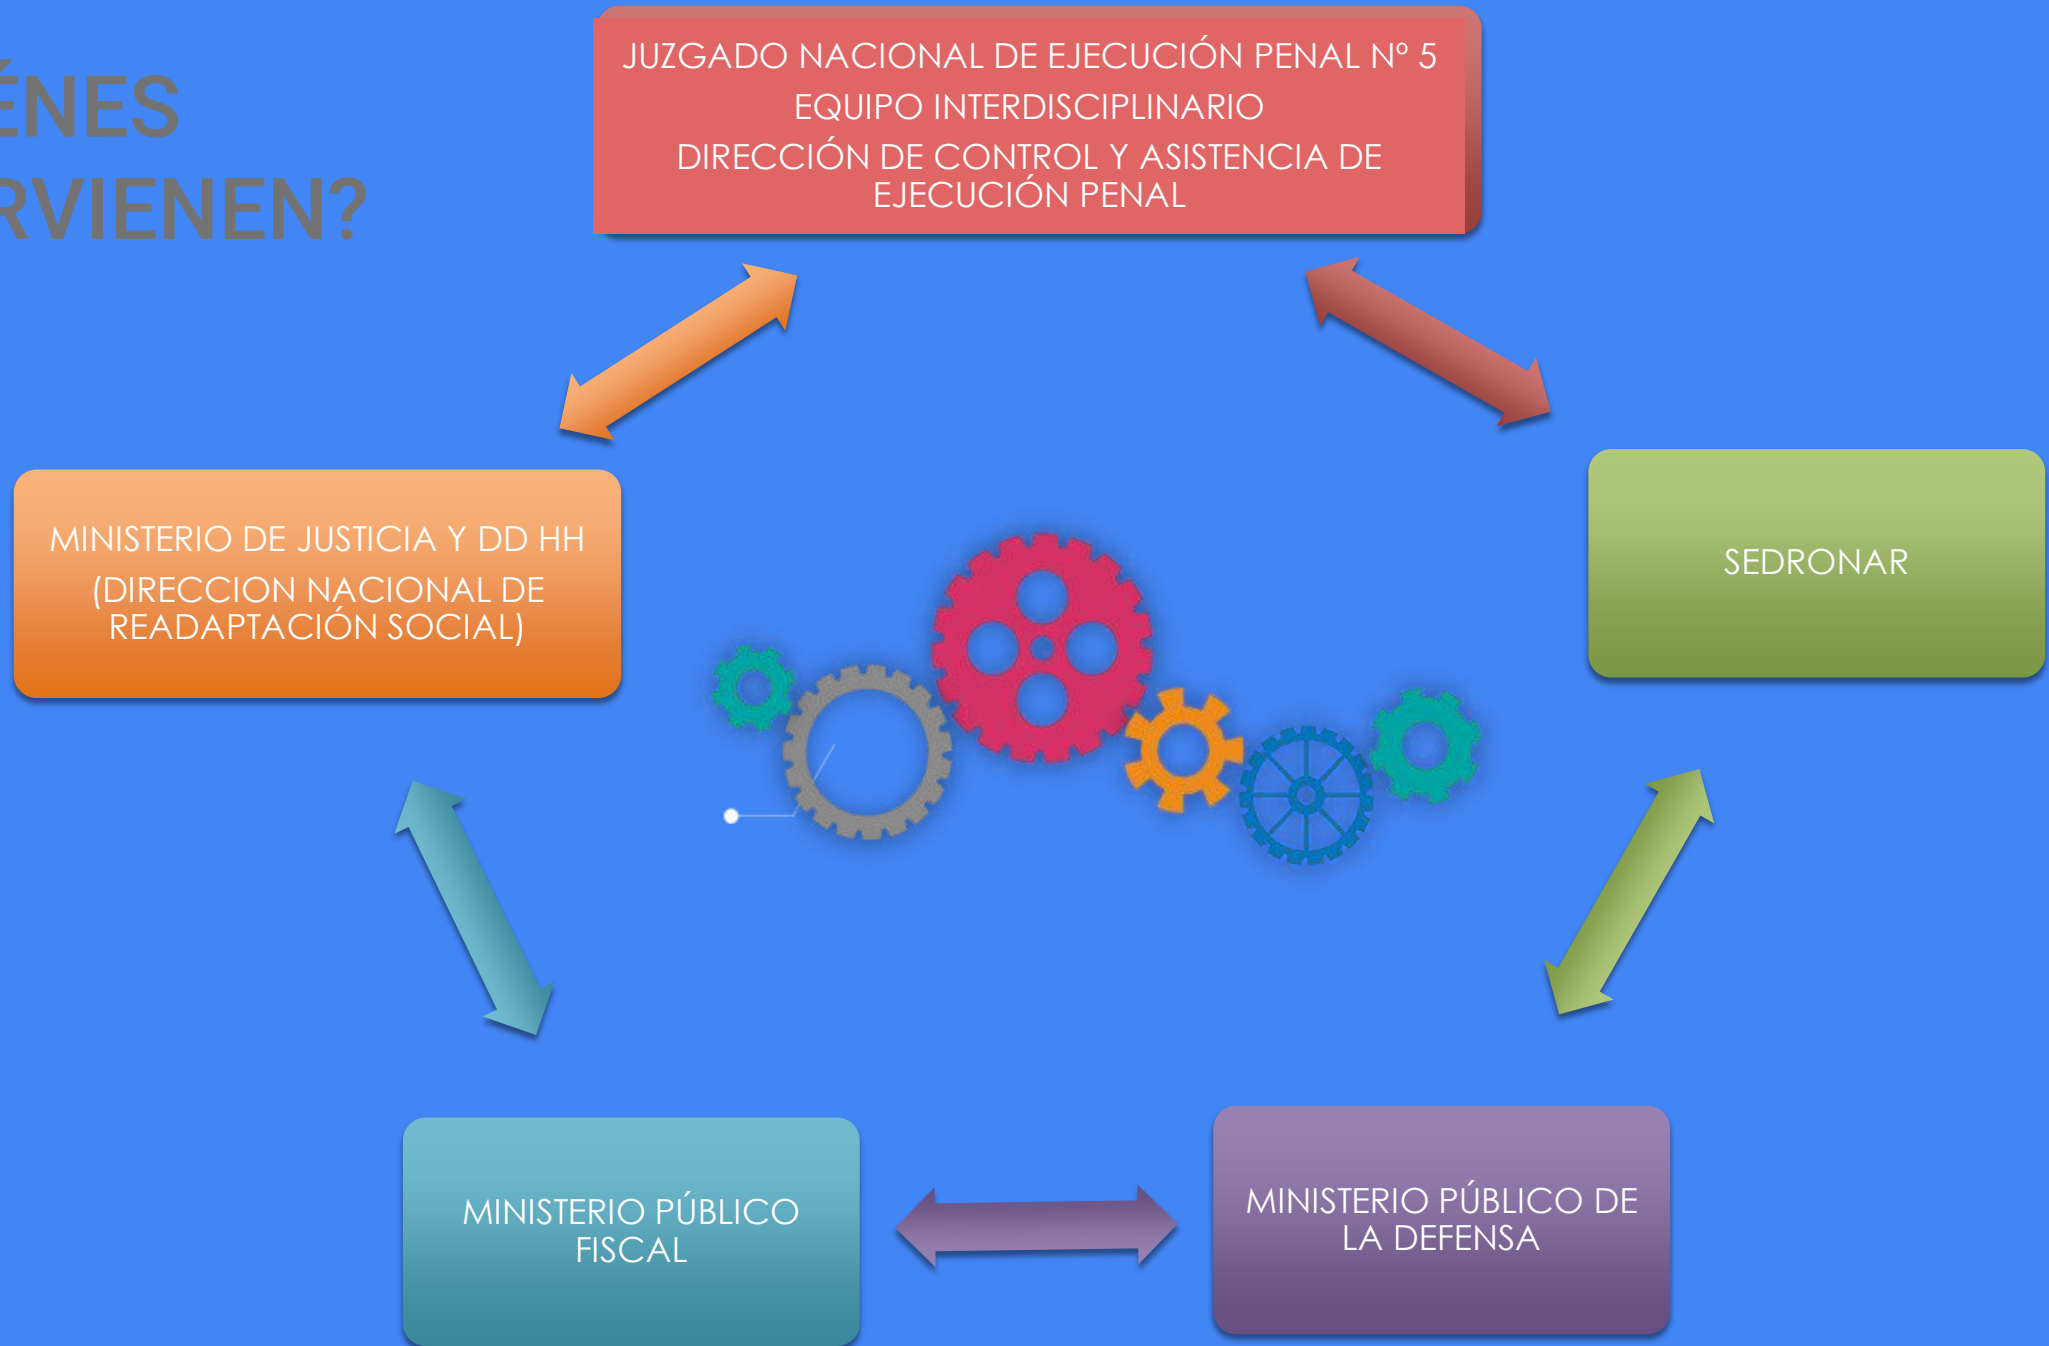 ÉNES
RVIENEN?
JUZGADO NACIONAL DE EJECUCIÓN PENAL Nº 5
EQUIPO INTERDISCIPLINARIO
DIRECCIÓN DE CONTROL Y ASISTENCIA DE
EJECUCIÓN PENAL
MINISTERIO DE JUSTICIA Y DD HH
(DIRECCION NACIONAL DE
READAPTACIÓN SOCIAL)
SEDRONAR
MINISTERIO PÚBLICO
FISCAL
MINISTERIO PÚBLICO DE
LA DEFENSA